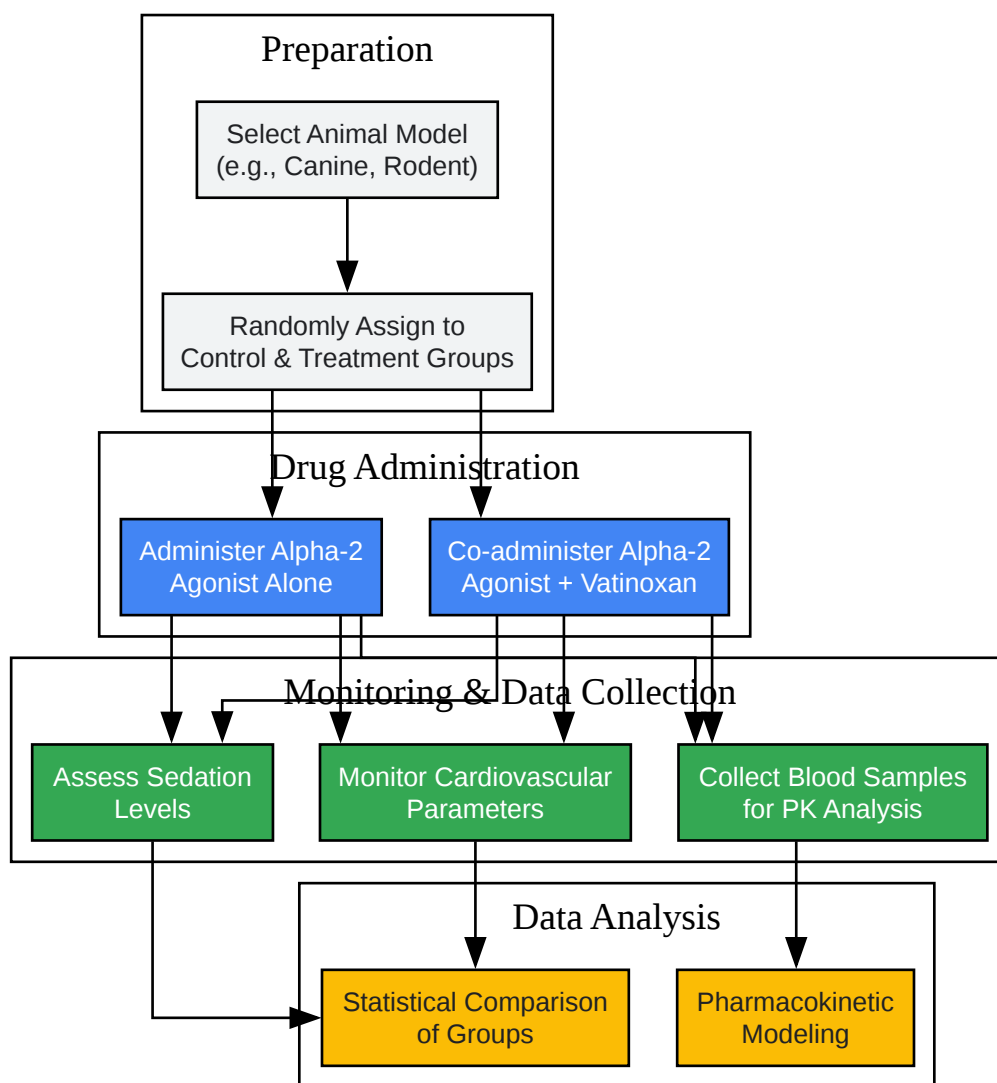 Preparation
Select Animal Model
(e.g., Canine, Rodent)
Randomly Assign to
Control & Treatment Groups
Drug Administration
Administer Alpha-2
Agonist Alone
Co-administer Alpha-2
Agonist + Vatinoxan
Monitoring & Data Collection
Assess Sedation
Levels
Monitor Cardiovascular
Parameters
Collect Blood Samples
for PK Analysis
Data Analysis
Statistical Comparison
of Groups
Pharmacokinetic
Modeling